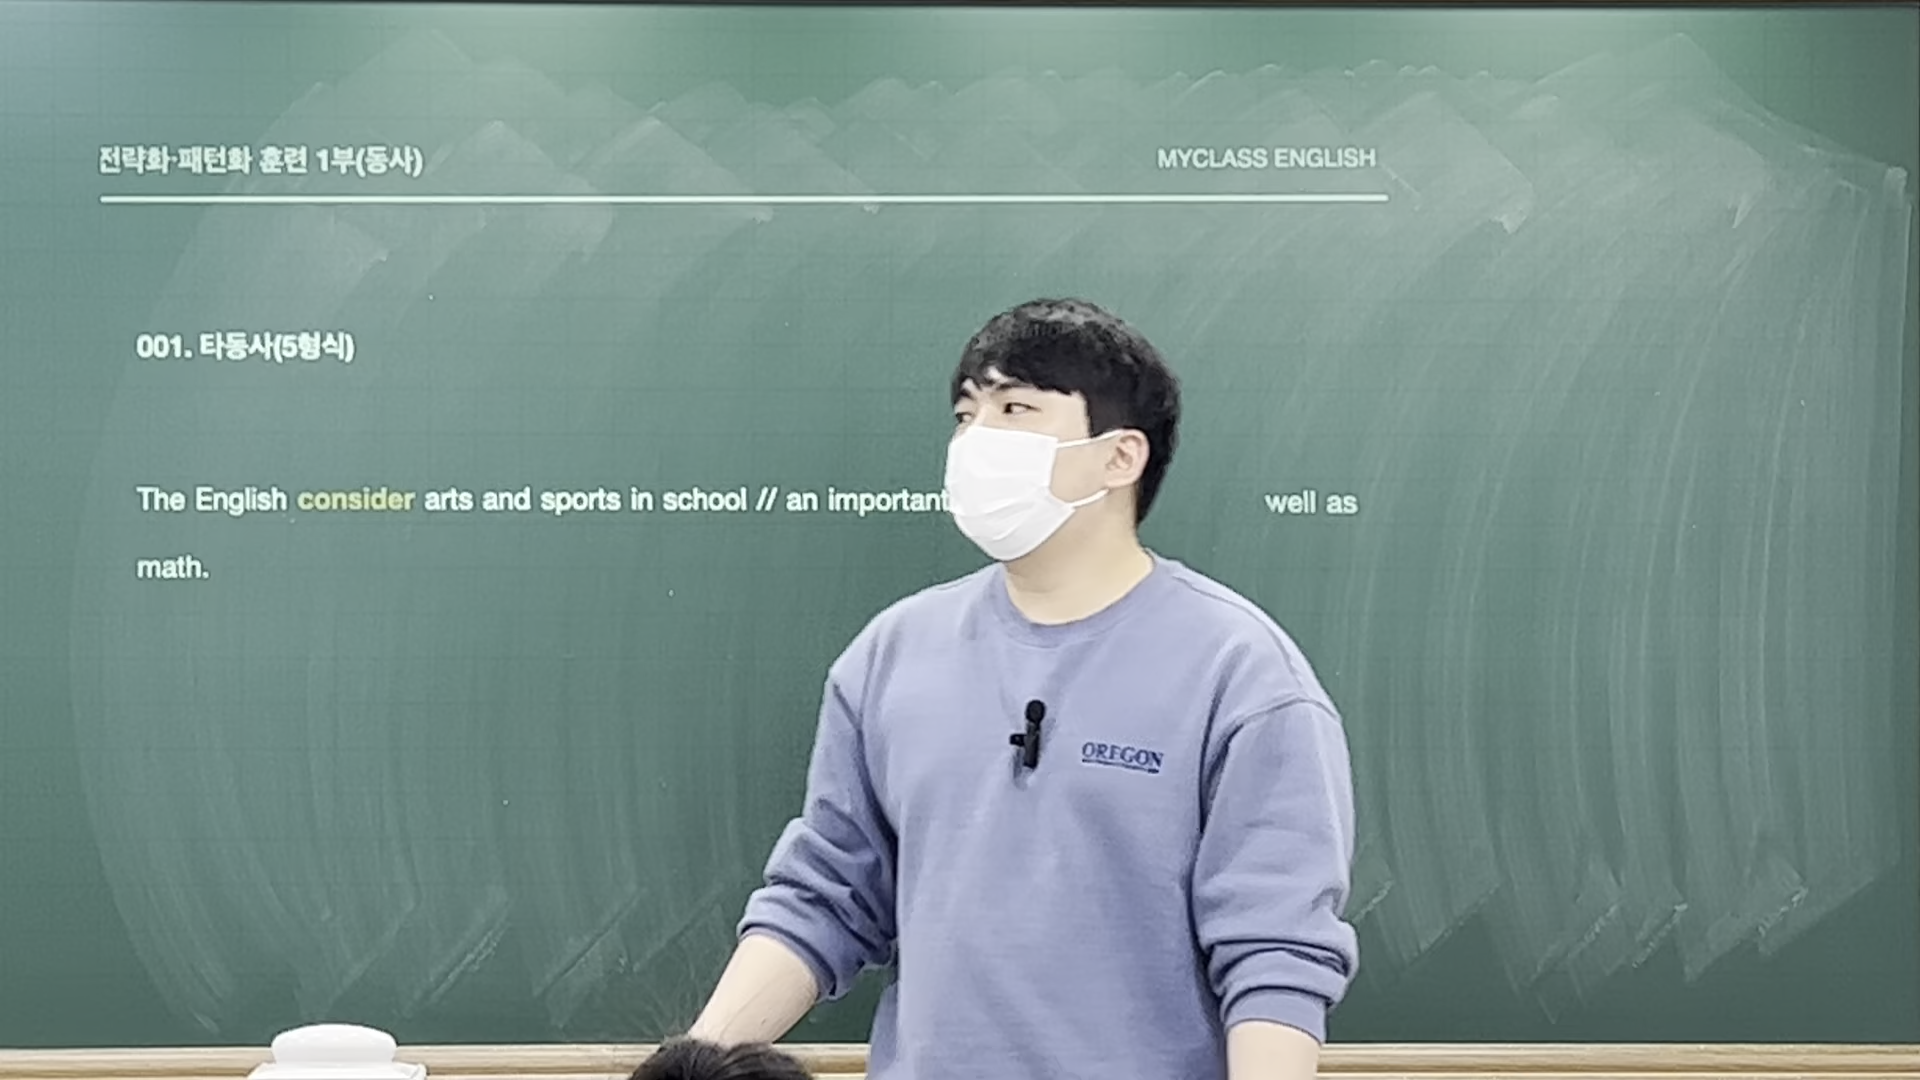 전략화·패턴화 훈련 1부(동사)
MYCLASS ENGLISH
001. 타동사(5형식)
The English consider arts and sports in school // an important well as
math.
OREGON